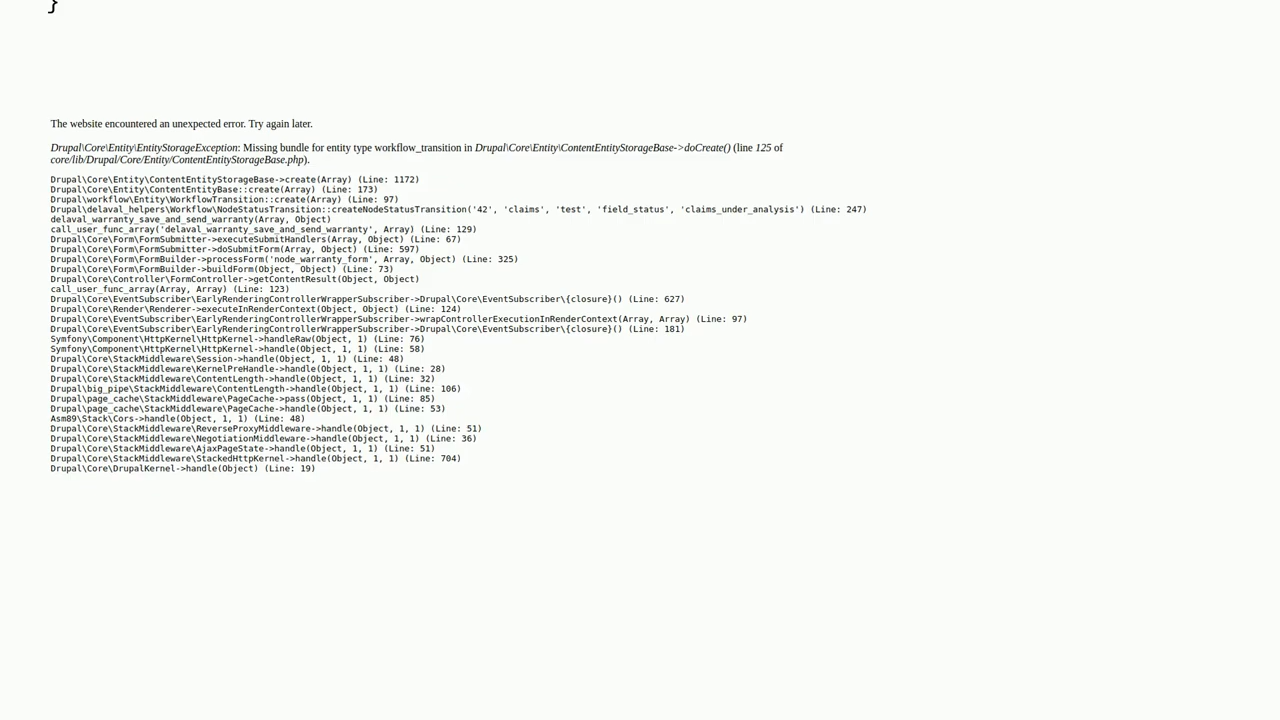 }
The website encountered an unexpected error. Try again later.
Drupal\Core\Entity\EntityStorageException: Missing bundle for entity type workflow_transition in Drupal\Core\Entity\ContentEntityStorageBase->doCreate() (line 125 of
core/lib/Drupal/Core/Entity/ContentEntityStorageBase.php).
Drupal\Core\Entity\ContentEntityStorageBase->create(Array) (Line: 1172)
Drupal\Core\Entity\ContentEntityBase::create(Array) (Line: 173)
Drupal\workflow\Entity\WorkflowTransition::create(Array) (Line: 97)
Drupal\delaval_helpers\Workflow\NodeStatusTransition::createNodeStatusTransition('42', 'claims', 'test', 'field_status', 'claims_under_analysis') (Line: 247)
delaval_warranty_save_and_send_warranty(Array, Object)
call_user_func_array('delaval_warranty_save_and_send_warranty', Array) (Line: 129)
Drupal\Core\Form\FormSubmitter->executeSubmitHandlers(Array, Object) (Line: 67)
Drupal\Core\Form\FormSubmitter->doSubmitForm(Array, Object) (Line: 597)
Drupal\Core\Form\FormBuilder->processForm('node_warranty_form', Array, Object) (Line: 325)
Drupal\Core\Form\FormBuilder->buildForm(Object, Object) (Line: 73)
Drupal\Core\Controller\FormController->getContentResult(Object, Object)
call_user_func_array(Array, Array) (Line: 123)
Drupal\Core\EventSubscriber\EarlyRenderingControllerWrapperSubscriber->Drupal\Core\EventSubscriber\{closure}() (Line: 627)
Drupal\Core\Render\Renderer->executeInRenderContext(Object, Object) (Line: 124)
Drupal\Core\EventSubscriber\EarlyRenderingControllerWrapperSubscriber->wrapControllerExecutionInRenderContext(Array, Array) (Line: 97)
Drupal\Core\EventSubscriber\EarlyRenderingControllerWrapperSubscriber->Drupal\Core\EventSubscriber\{closure}() (Line: 181)
Symfony\Component\HttpKernel\HttpKernel->handleRaw(Object, 1) (Line: 76)
Symfony\Component\HttpKernel\HttpKernel->handle(Object, 1, 1) (Line: 58)
Drupal\Core\StackMiddleware\Session->handle(Object, 1, 1) (Line: 48)
Drupal\Core\StackMiddleware\KernelPreHandle->handle(Object, 1, 1) (Line: 28)
Drupal\Core\StackMiddleware\ContentLength->handle(Object, 1, 1) (Line: 32)
Drupal\big_pipe\StackMiddleware\ContentLength->handle(Object, 1, 1) (Line: 106)
Drupal\page_cache\StackMiddleware\PageCache->pass(Object, 1, 1) (Line: 85)
Drupal\page_cache\StackMiddleware\PageCache->handle(Object, 1, 1) (Line: 53)
Asm89\Stack\Cors->handle(Object, 1, 1) (Line: 48)
Drupal\Core\StackMiddleware\ReverseProxyMiddleware->handle(Object, 1, 1) (Line: 51)
Drupal\Core\StackMiddleware\NegotiationMiddleware->handle(Object, 1, 1) (Line: 36)
Drupal\Core\StackMiddleware\AjaxPageState->handle(Object, 1, 1) (Line: 51)
Drupal\Core\StackMiddleware\StackedHttpKernel->handle(Object, 1, 1) (Line: 704)
Drupal\Core\DrupalKernel->handle(Object) (Line: 19)